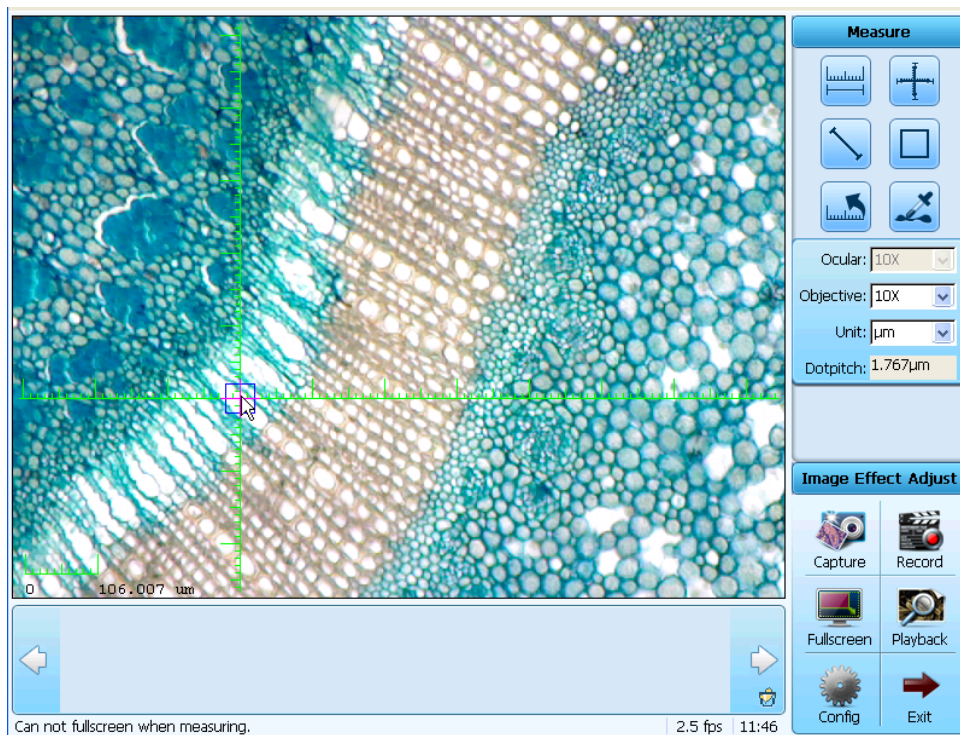 Measure
Ocular: 10X
Objective: 10X
Unit: µm
Dotpitch: 1.767µm
Image Effect Adjust
Capture
Record
Fullscreen
Playback
Config
Exit
0 106.007 um
Can not fullscreen when measuring.
2.5 fps
11:46